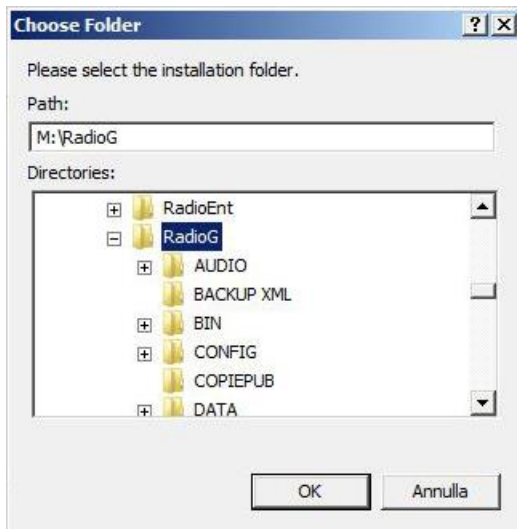 Choose Folder
Please select the installation folder.
Path:
M:\RadioG
Directories:
RadioEnt
RadioG
AUDIO
BACKUP XML
BIN
CONFIG
COPIEPUB
DATA
OK Annulla